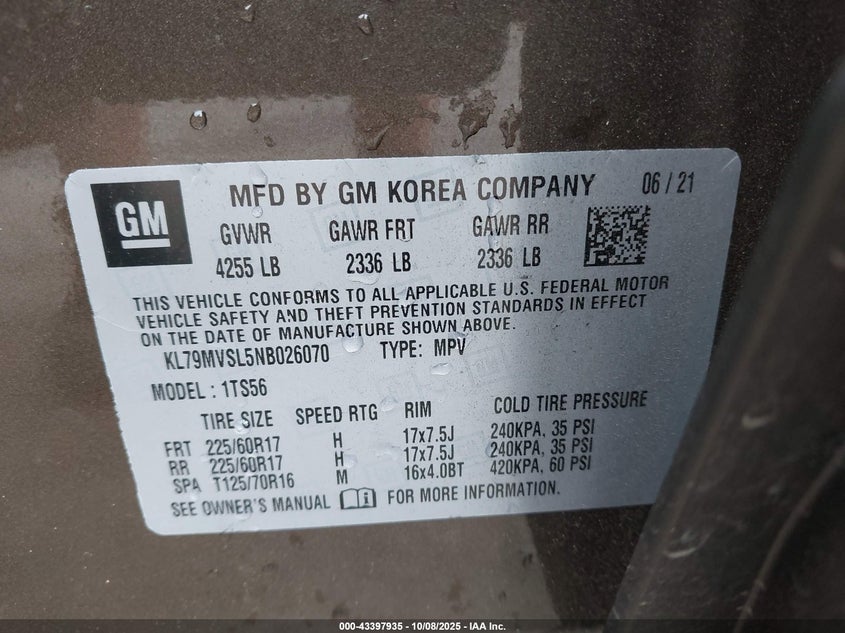 GM
MFD BY GM KOREA COMPANY 06 / 21
GVWR GAWR FRT GAWR RR
4255 LB 2336 LB 2336 LB
THIS VEHICLE CONFORMS TO ALL APPLICABLE U.S. FEDERAL MOTOR
VEHICLE SAFETY AND THEFT PREVENTION STANDARDS IN EFFECT
ON THE DATE OF MANUFACTURE SHOWN ABOVE.
KL79MVSL5NB026070 TYPE: MPV
MODEL : 1TS56
TIRE SIZE SPEED RTG RIM COLD TIRE PRESSURE
FRT 225/60R17 H 17x7.5J 240KPA, 35 PSI
RR 225/60R17 H 17x7.5J 240KPA, 35 PSI
SPA T125/70R16 M 16x4.0BT 420KPA, 60 PSI
SEE OWNER'S MANUAL FOR MORE INFORMATION.
000-43397935 - 10/08/2025 - IAA Inc.